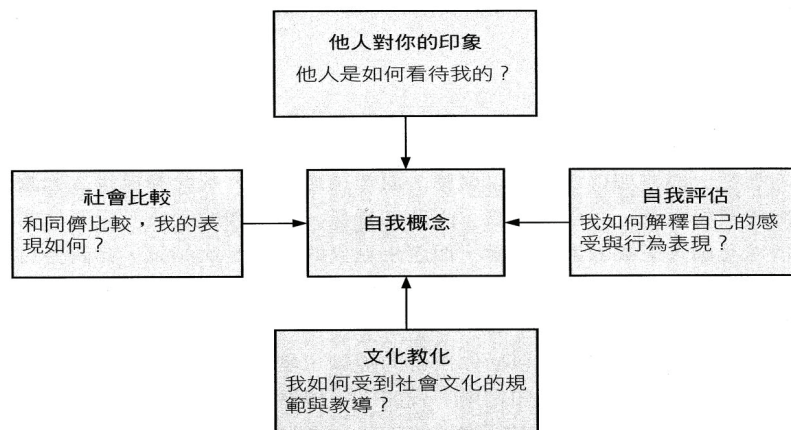 他人對你的印象
他人是如何看待我的?
社會比較
和同儕比較,我的表
現如何?
自我概念
自我評估
我如何解釋自己的感
受與行為表現?
文化教化
我如何受到社會文化的規
範與教導?